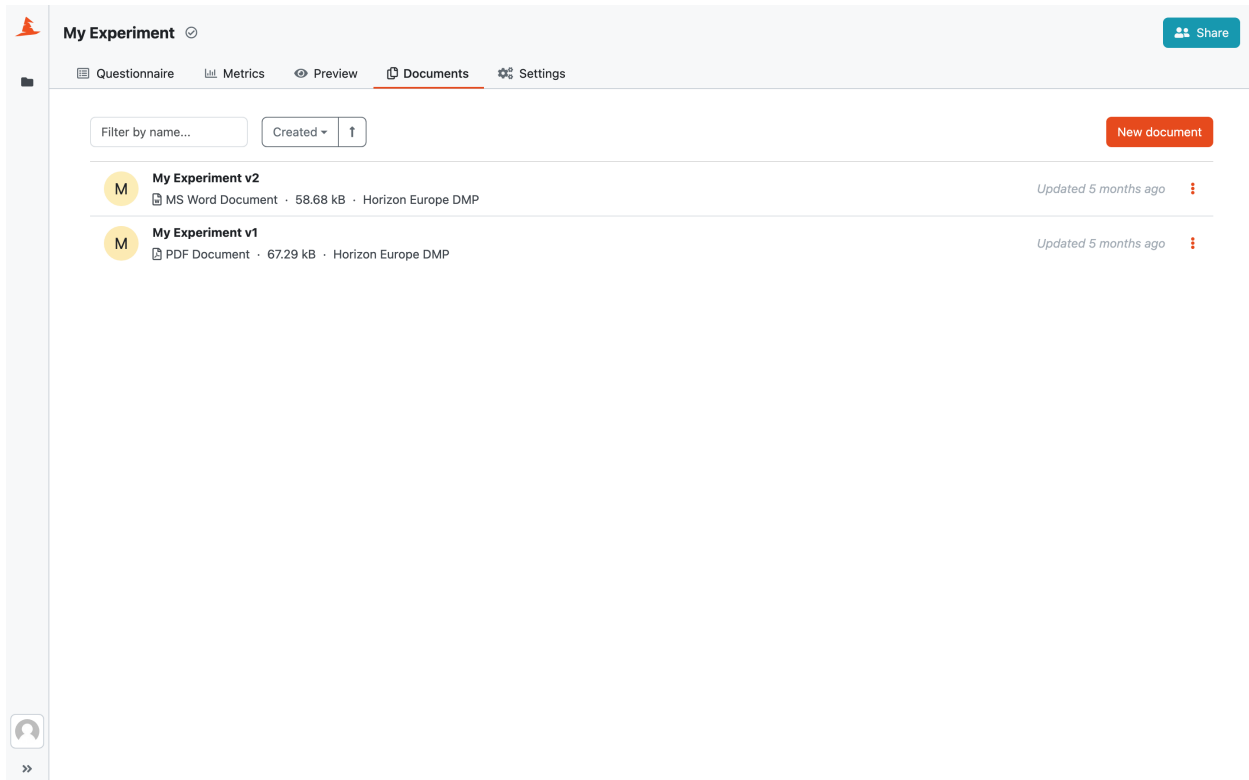 My Experiment
Share
Questionnaire Metrics Preview Documents Settings
Filter by name... Created New document
My Experiment v2
MS Word Document · 58.68 kB · Horizon Europe DMP
Updated 5 months ago
M
My Experiment v1
PDF Document · 67.29 kB · Horizon Europe DMP
Updated 5 months ago
M